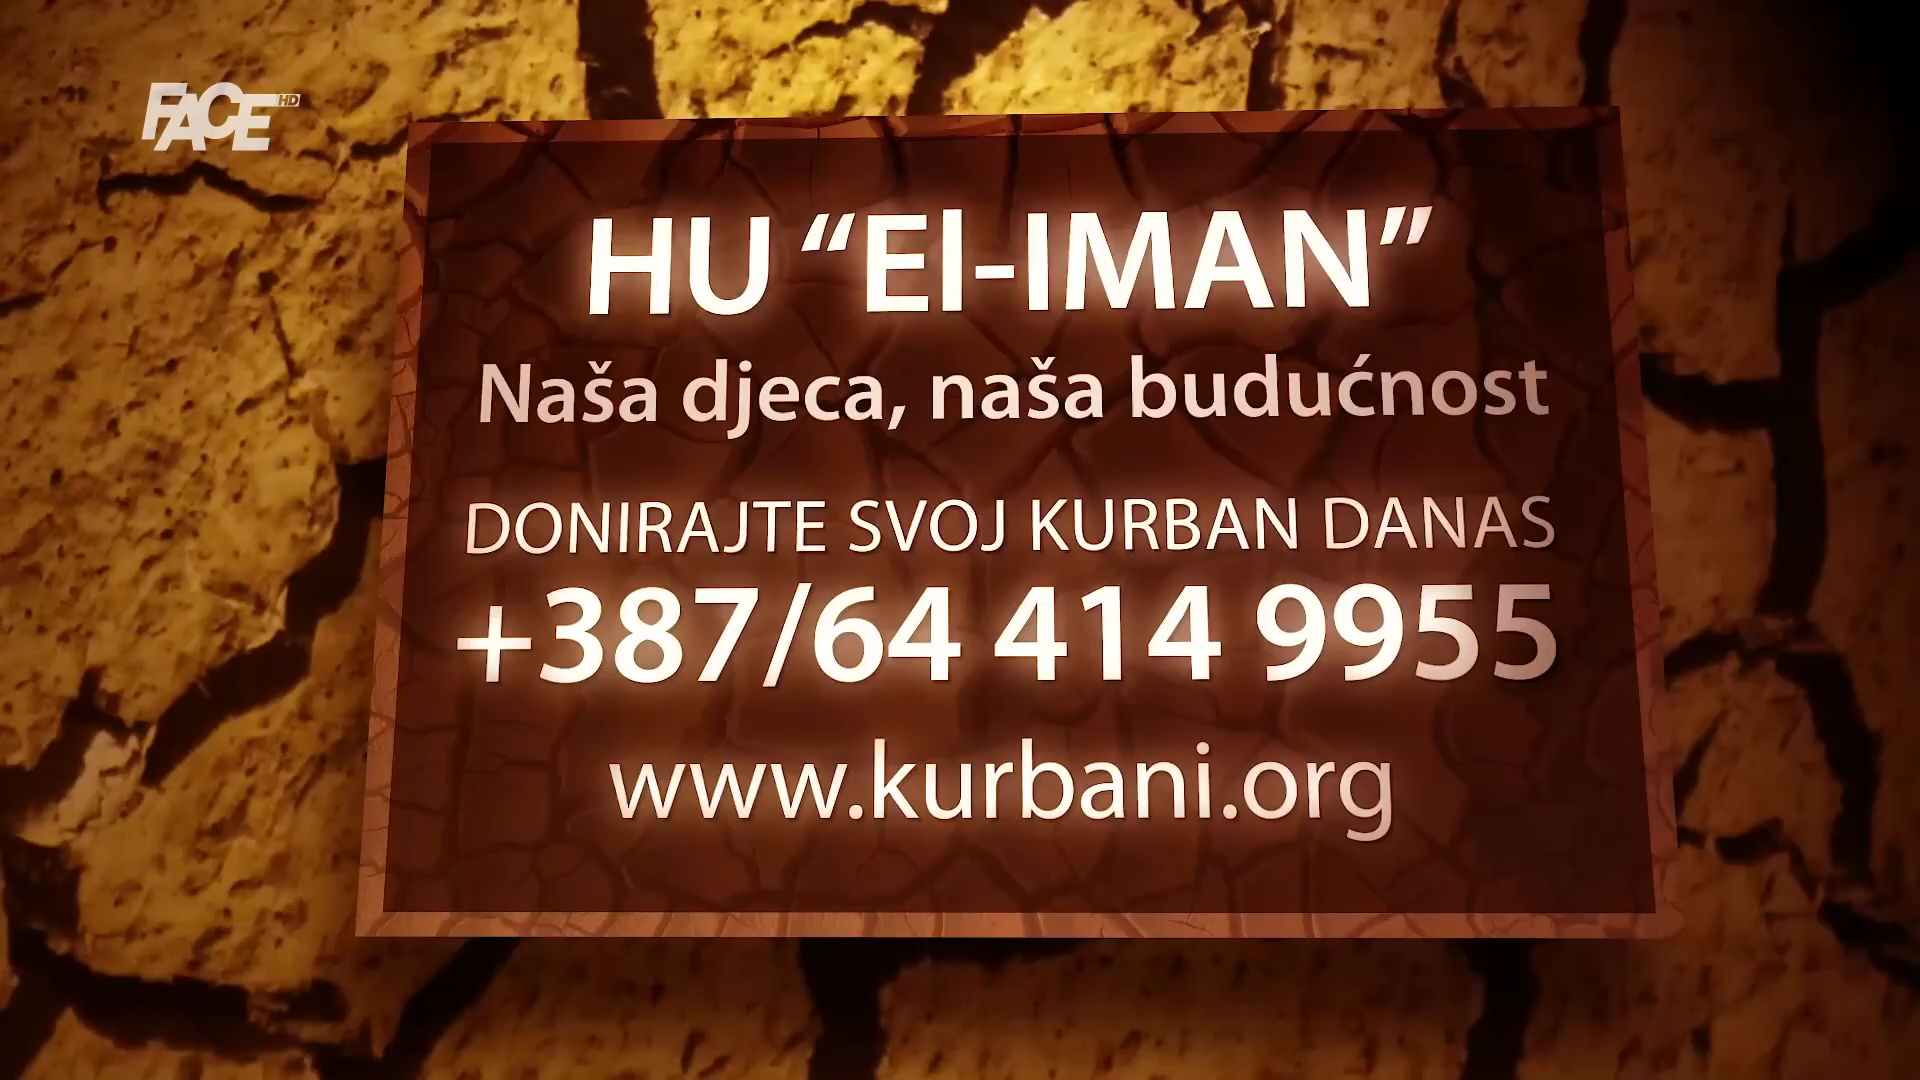 FACE HD
HU “El-IMAN”
Naša djeca, naša budućnost
DONIRAJTE SVOJ KURBAN DANAS
+387/64 414 9955
www.kurbani.org